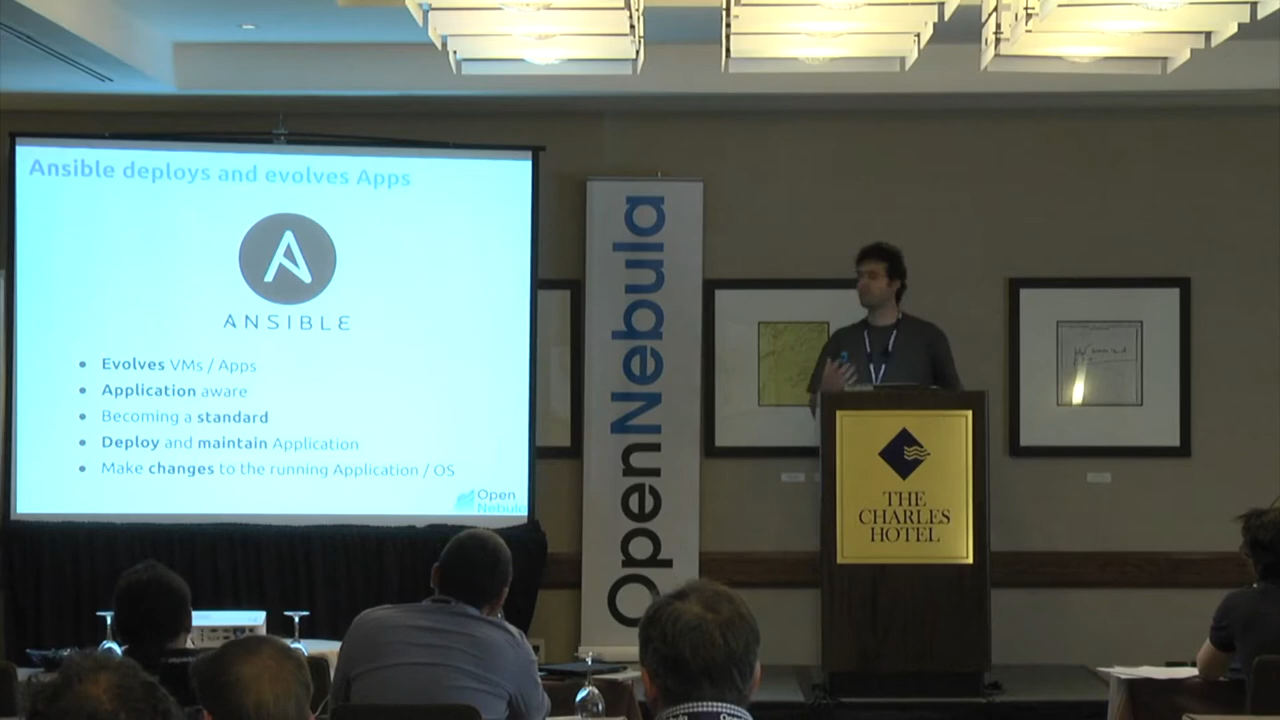 Ansible deploys and evolves Apps
ANSIBLE
Evolves VMs / Apps
Application aware
Becoming a standard
Deploy and maintain Application
Make changes to the running Application / OS
Open
Nebula
OpenNebula
THE
CHARLES
HOTEL